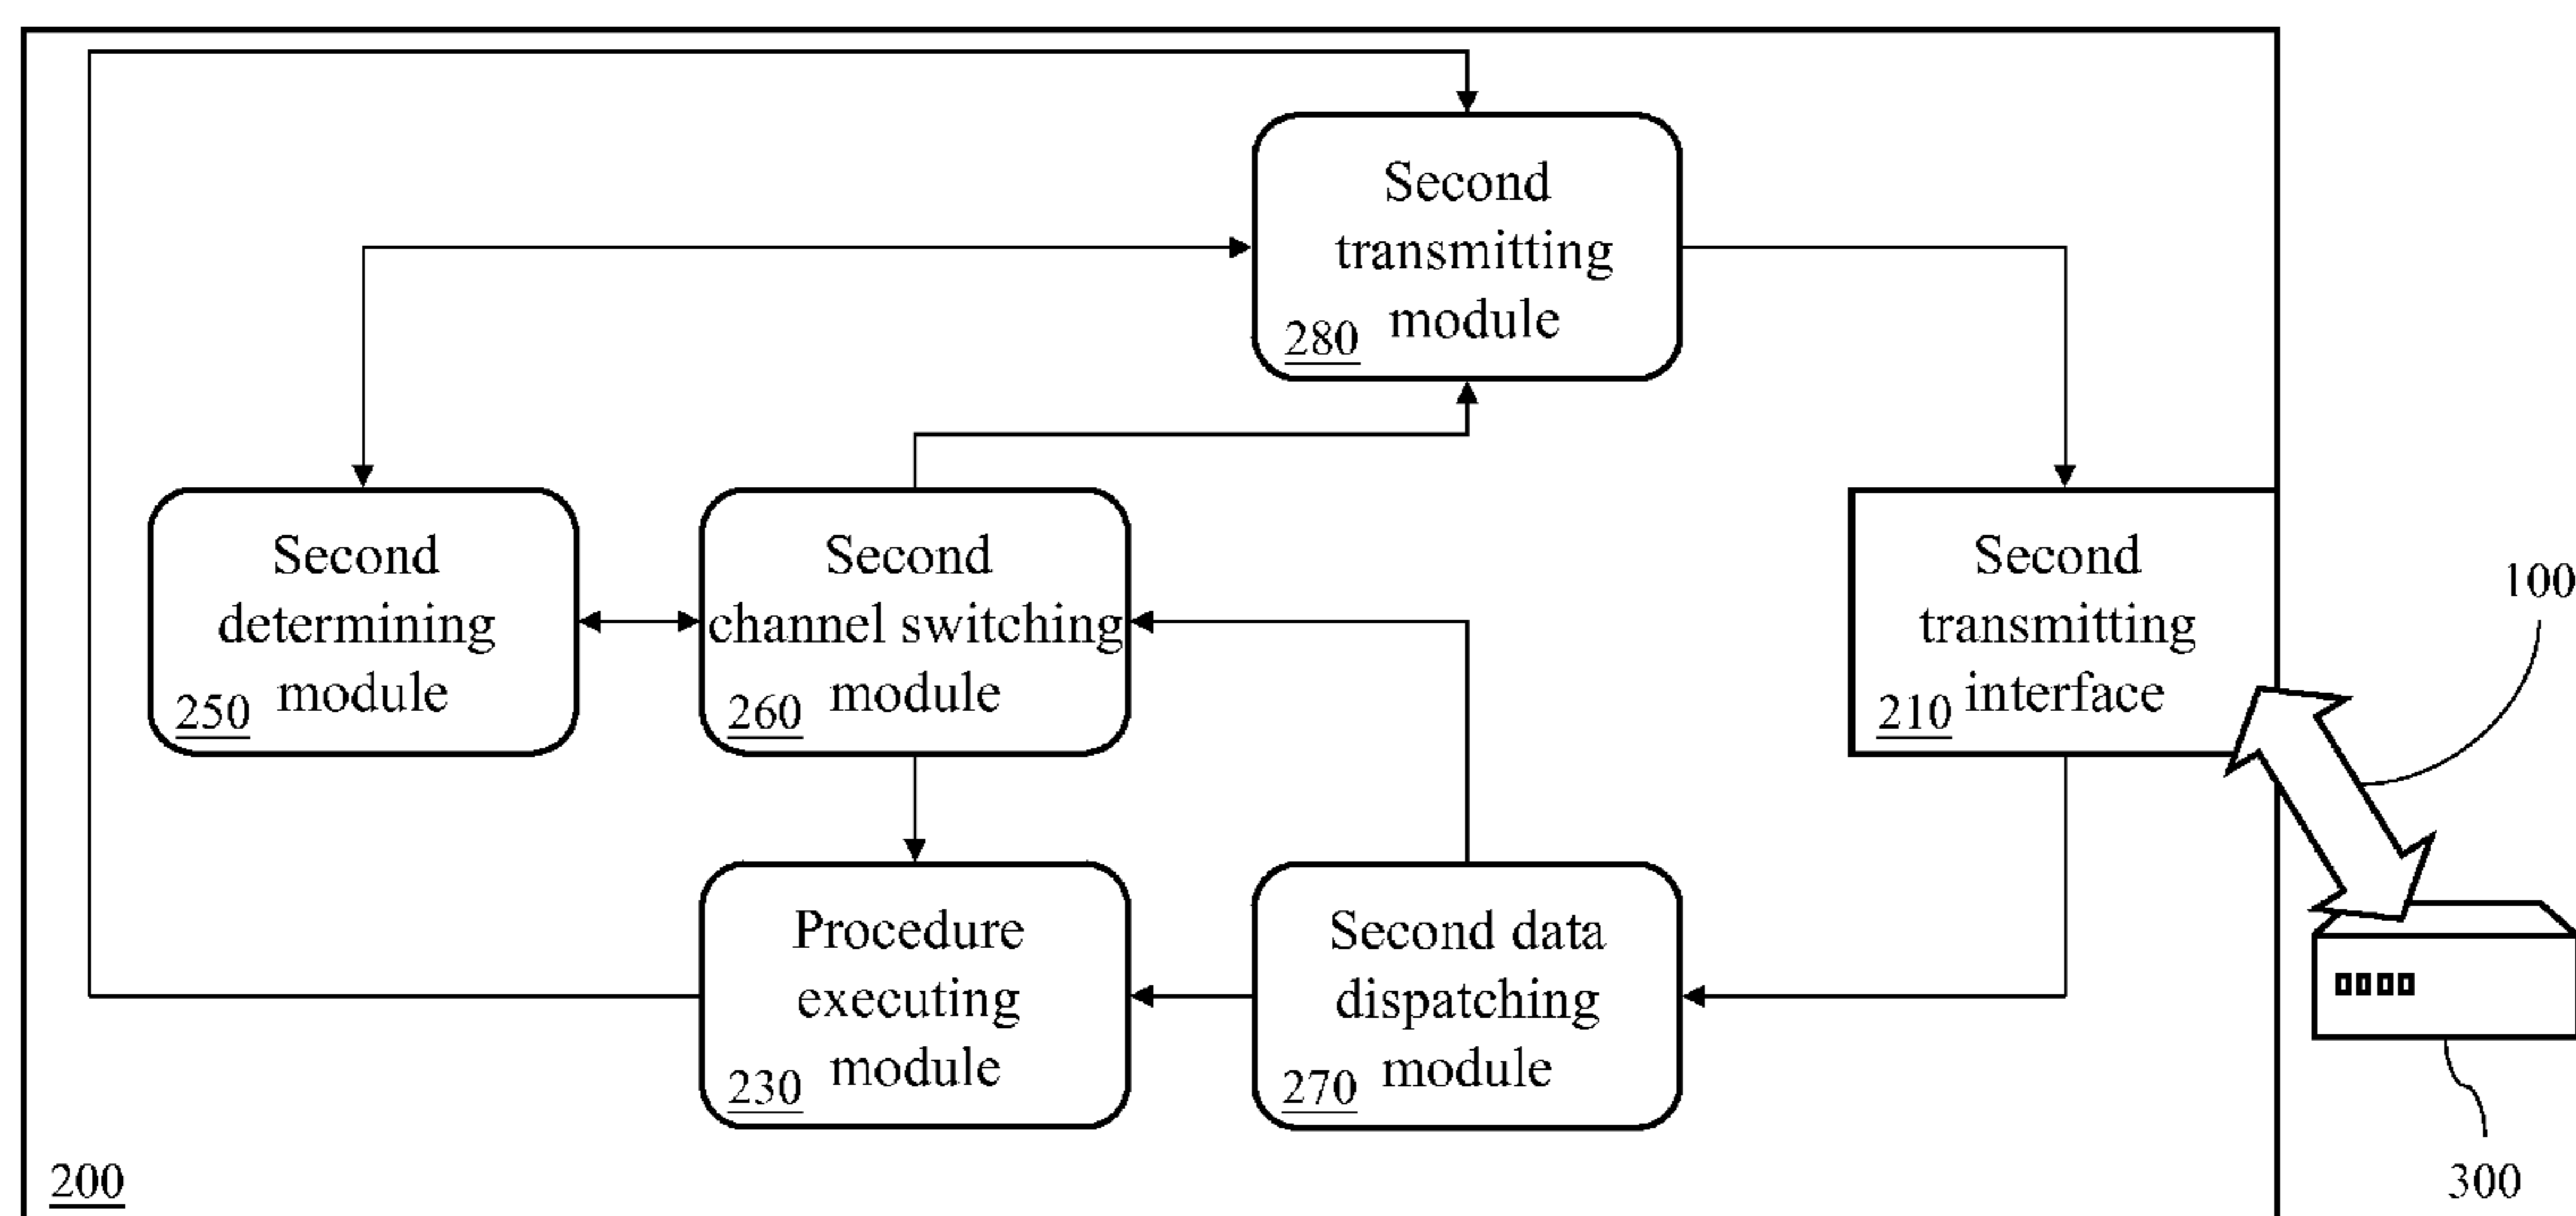 Second
transmitting
module
280
Second
determining
module
250
Second
channel switching
module
260
Second
transmitting
interface
210
100
Procedure
executing
module
230
Second data
dispatching
module
270
200
300